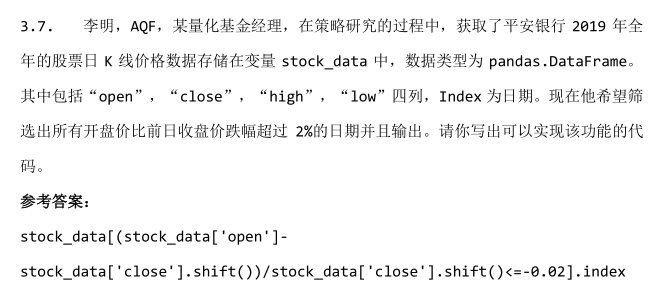 3.7. 李明，AQF，某量化基金经理，在策略研究的过程中，获取了平安银行 2019 年全
年的股票日 K 线价格数据存储在变量 stock_data 中，数据类型为 pandas.DataFrame。
其中包括“open”，“close”，“high”，“low”四列，Index 为日期。现在他希望筛
选出所有开盘价比前日收盘价跌幅超过 2%的日期并且输出。请你写出可以实现该功能的代
码。
参考答案：
stock_data[(stock_data['open']-
stock_data['close'].shift())/stock_data['close'].shift()<=-0.02].index